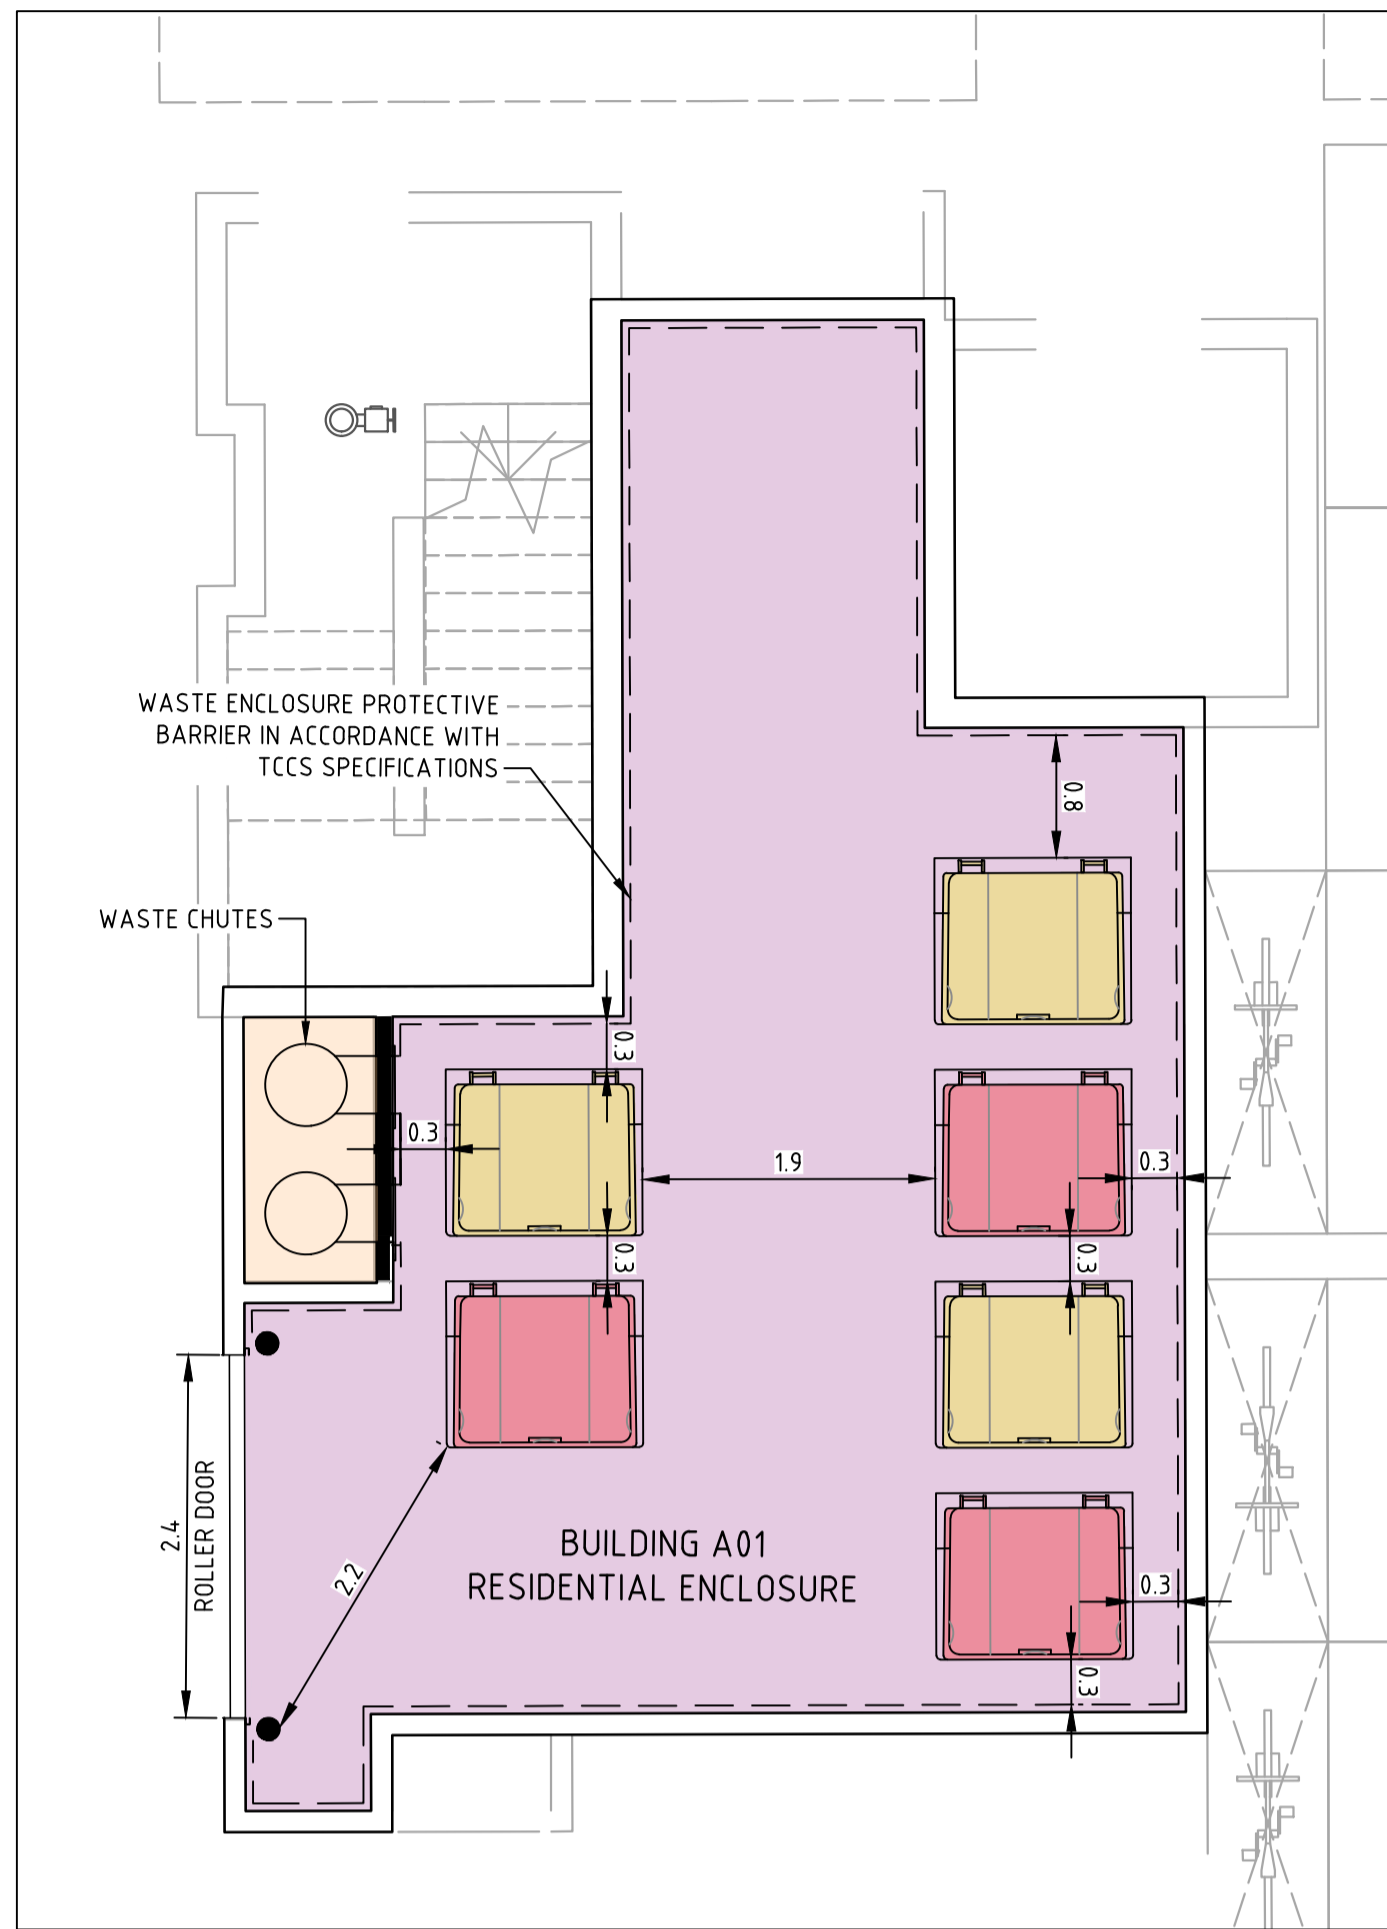 WASTE ENCLOSURE PROTECTIVE
BARRIER IN ACCORDANCE WITH
TCCS SPECIFICATIONS
0.8
WASTE CHUTES
0.3
0.3
1.9
0.3
0.3
0.3
2.4
ROLLER DOOR
2.2
BUILDING A01
RESIDENTIAL ENCLOSURE
0.3
0.3